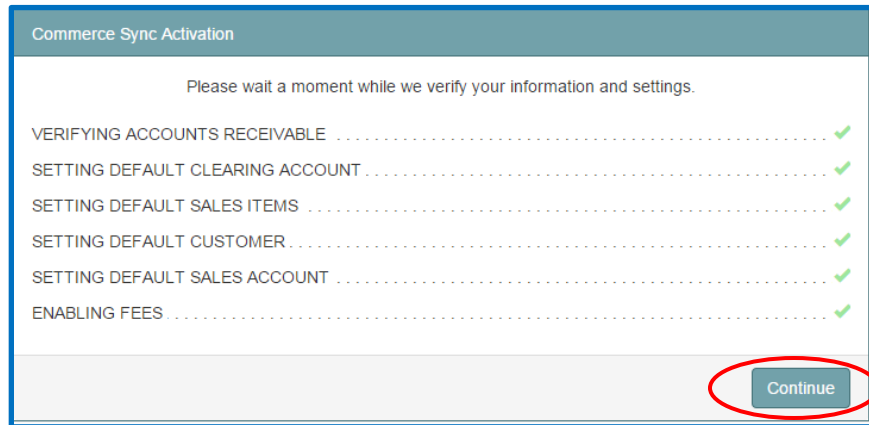 Commerce Sync Activation
Please wait a moment while we verify your information and settings.
VERIFYING ACCOUNTS RECEIVABLE
SETTING DEFAULT CLEARING ACCOUNT
SETTING DEFAULT SALES ITEMS
SETTING DEFAULT CUSTOMER
SETTING DEFAULT SALES ACCOUNT
ENABLING FEES
Continue